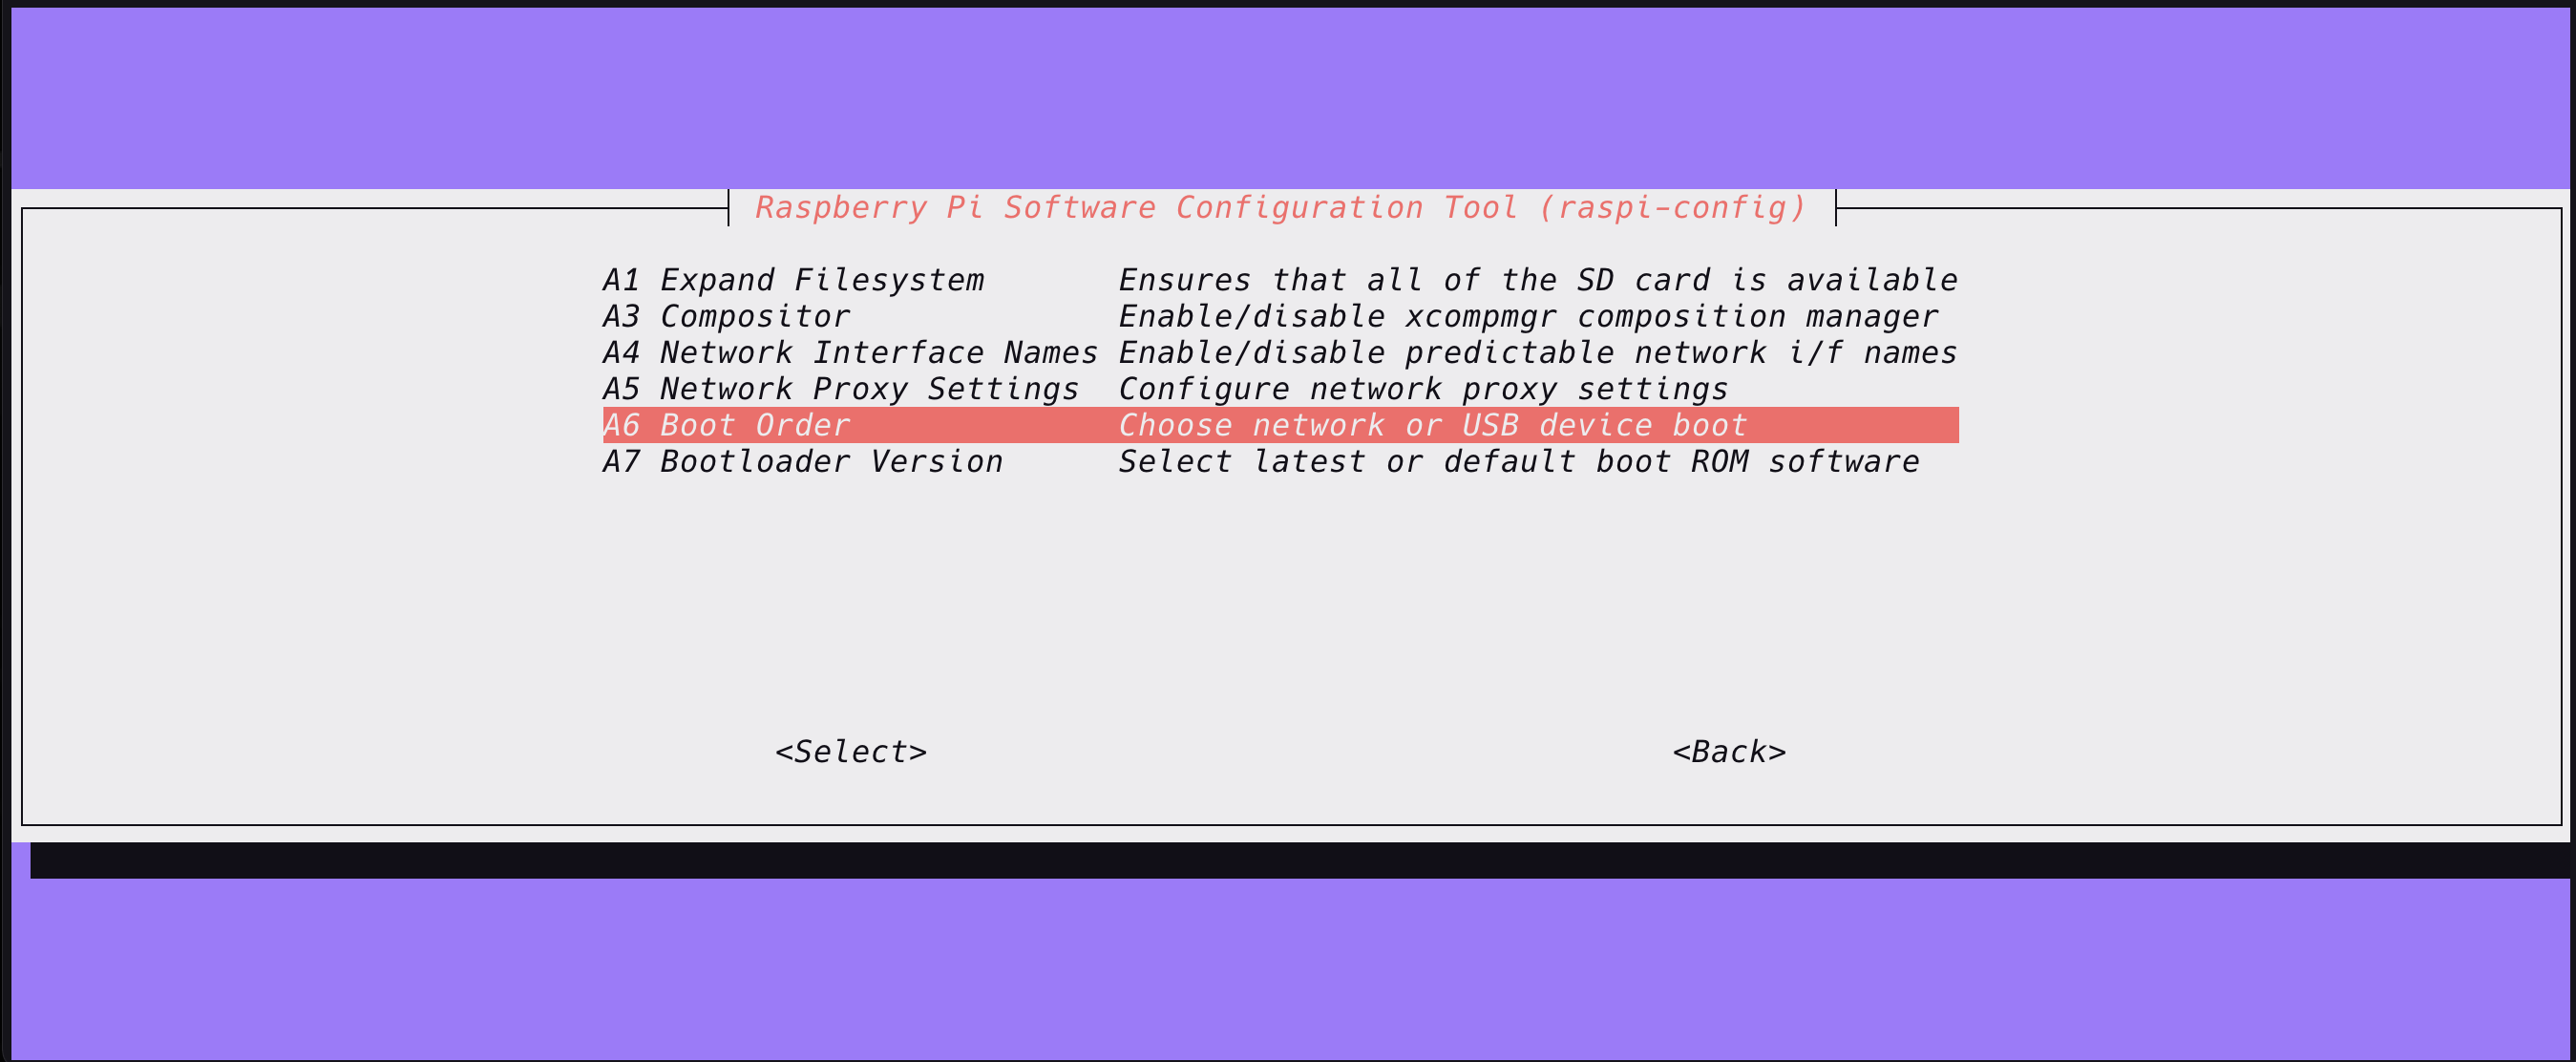 Raspberry Pi Software Configuration Tool (raspi-config)
A1 Expand Filesystem Ensures that all of the SD card is available
A3 Compositor Enable/disable xcompmgr composition manager
A4 Network Interface Names Enable/disable predictable network i/f names
A5 Network Proxy Settings Configure network proxy settings
A6 Boot Order Choose network or USB device boot
A7 Bootloader Version Select latest or default boot ROM software
<Select> <Back>